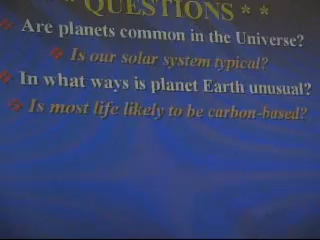 * QUESTIONS * *
Are planets common in the Universe?
Is our solar system typical?
In what ways is planet Earth unusual?
Is most life likely to be carbon-based?